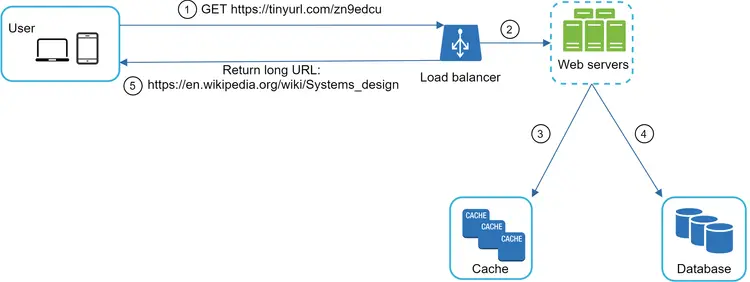 User
1 GET https://tinyurl.com/zn9edcu
2
Web servers
Load balancer
Return long URL:
5 https://en.wikipedia.org/wiki/Systems_design
3
4
CACHE
CACHE
CACHE
Cache
Database